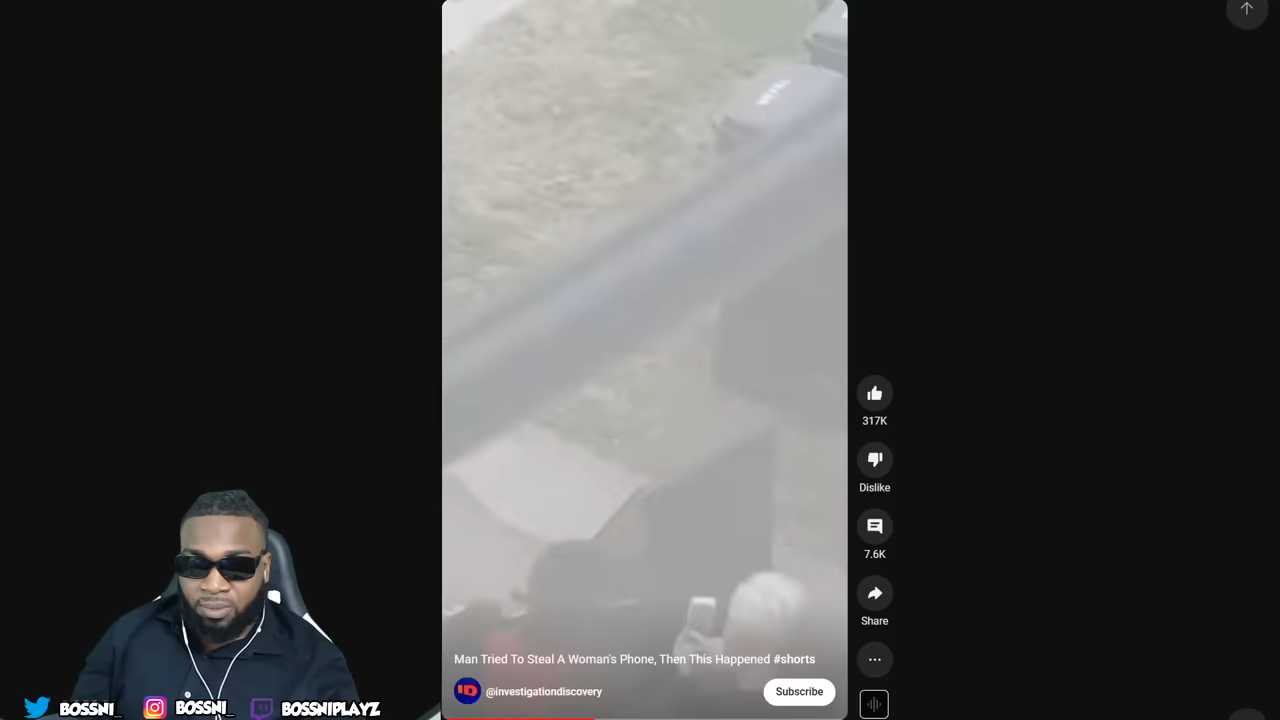 317K
Dislike
7.6K
Share
Man Tried To Steal A Woman's Phone, Then This Happened #shorts
ID @investigationdiscovery Subscribe
BOSSNI_ BOSSNI_ BOSSNIPLAYZ